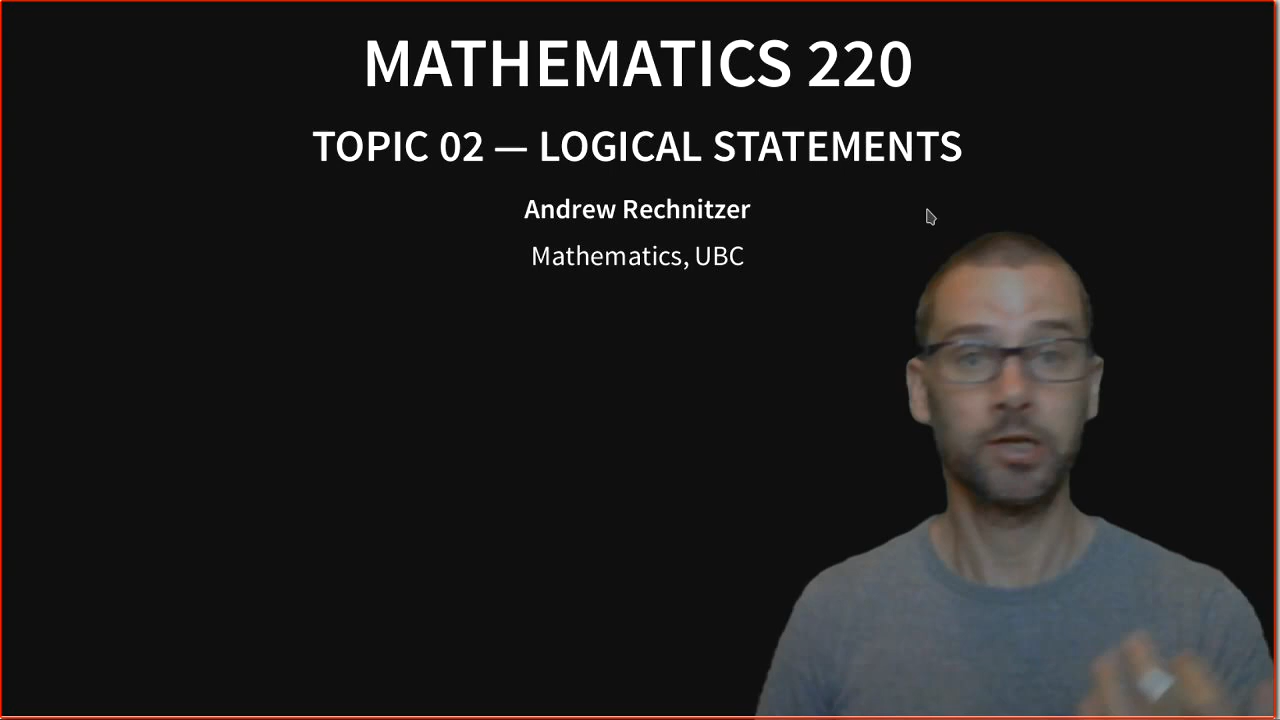 MATHEMATICS 220
TOPIC 02 — LOGICAL STATEMENTS
Andrew Rechnitzer
Mathematics, UBC